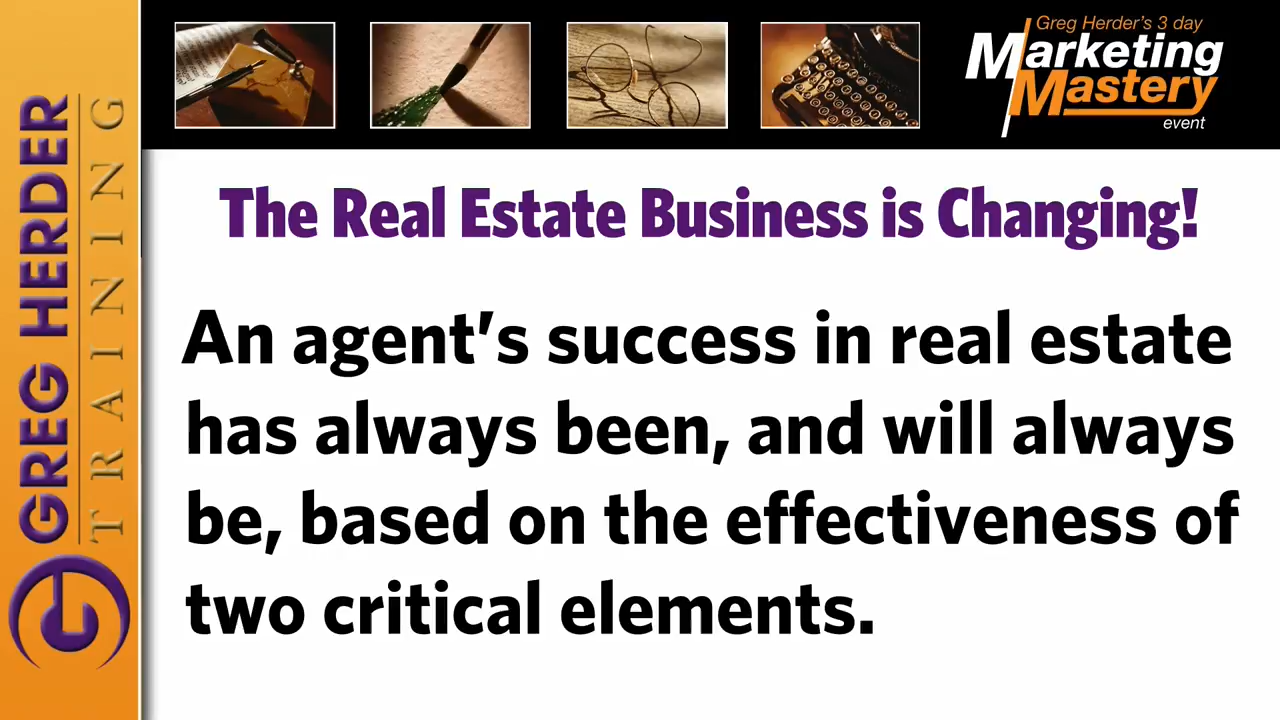 GREG HERDER
TRAINING
Greg Herder's 3 day
Marketing
Mastery
event
The Real Estate Business is Changing!
An agent's success in real estate
has always been, and will always
be, based on the effectiveness of
two critical elements.